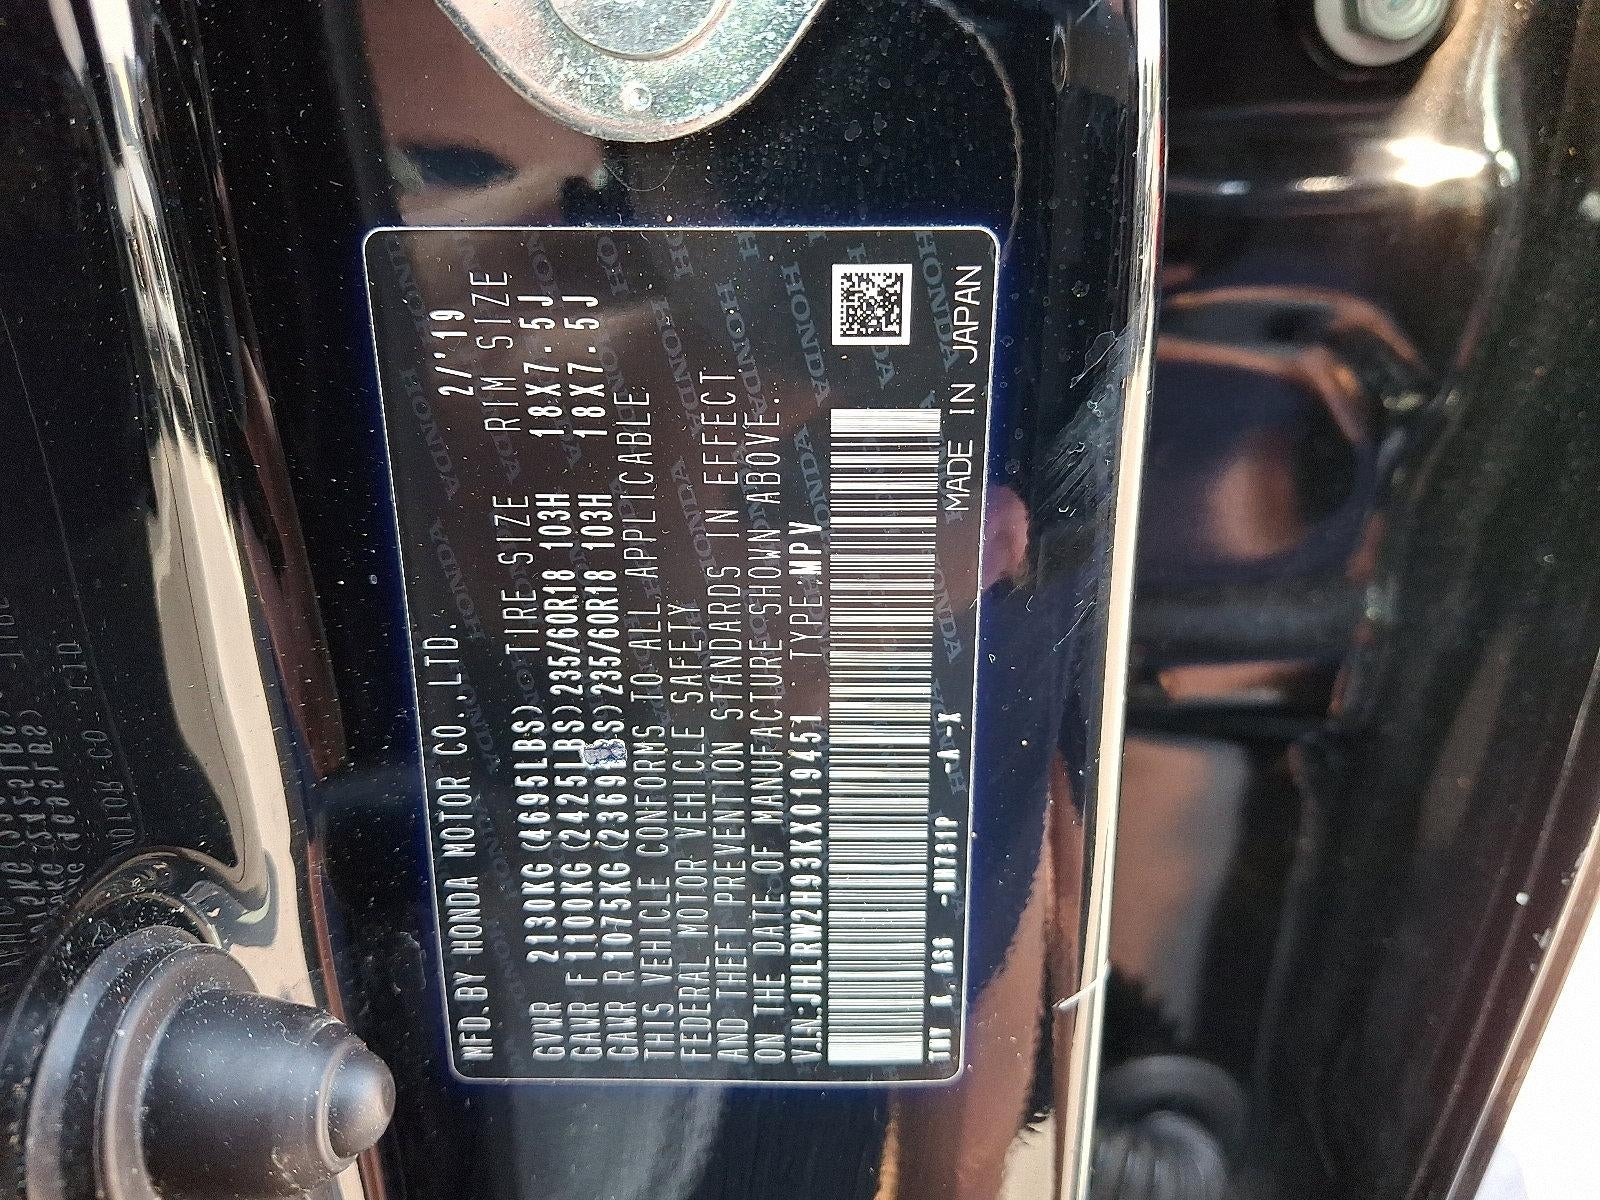 MFD.BY HONDA MOTOR CO.,LTD. 2/'19
TIRE SIZE RIM SIZE
GVWR 2130KG(4695LBS)
GAWR F 1100KG(2425LBS)235/60R18 103H 18X7.5J
GAWR R 1075KG(2369 S)235/60R18 103H 18X7.5J
THIS VEHICLE CONFORMS TO ALL APPLICABLE
FEDERAL MOTOR VEHICLE SAFETY
AND THEFT PREVENTION STANDARDS IN EFFECT
ON THE DATE OF MANUFACTURE SHOWN ABOVE.
V.I.N:JHLRW2H93KX019451 TYPE:MPV
MADE IN JAPAN
ASG -NH731P -A -X